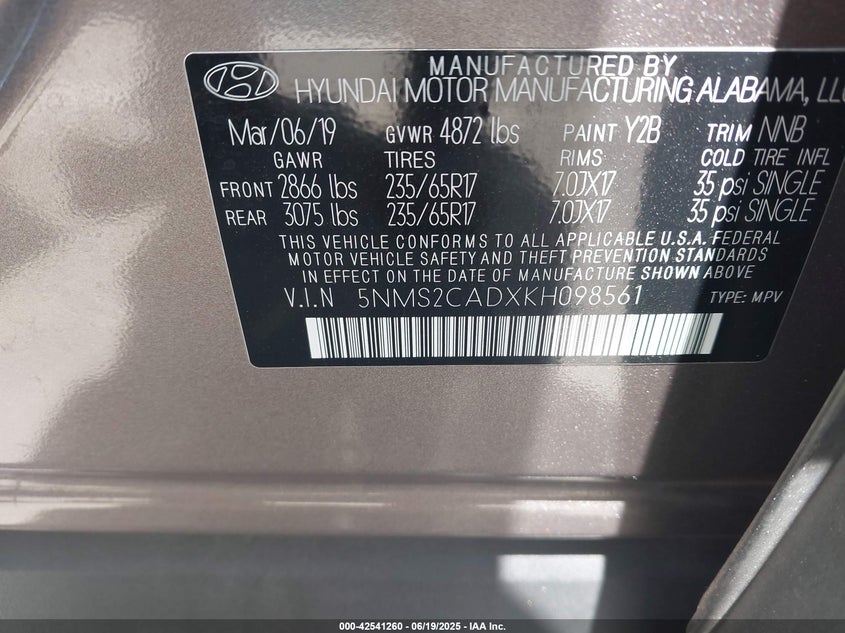 MANUFACTURED BY
HYUNDAI MOTOR MANUFACTURING ALABAMA, LLC
Mar/06/19 GVWR 4872 lbs PAINT Y2B TRIM NNB
GAWR TIRES RIMS COLD TIRE INFL
FRONT 2866 lbs 235/65R17 7.0JX17 35 psi SINGLE
REAR 3075 lbs 235/65R17 7.0JX17 35 psi SINGLE
THIS VEHICLE CONFORMS TO ALL APPLICABLE U.S.A. FEDERAL
MOTOR VEHICLE SAFETY AND THEFT PREVENTION STANDARDS
IN EFFECT ON THE DATE OF MANUFACTURE SHOWN ABOVE
V.I.N 5NMS2CADXKH098561 TYPE: MPV
000-42541260 - 06/19/2025 - IAA Inc.